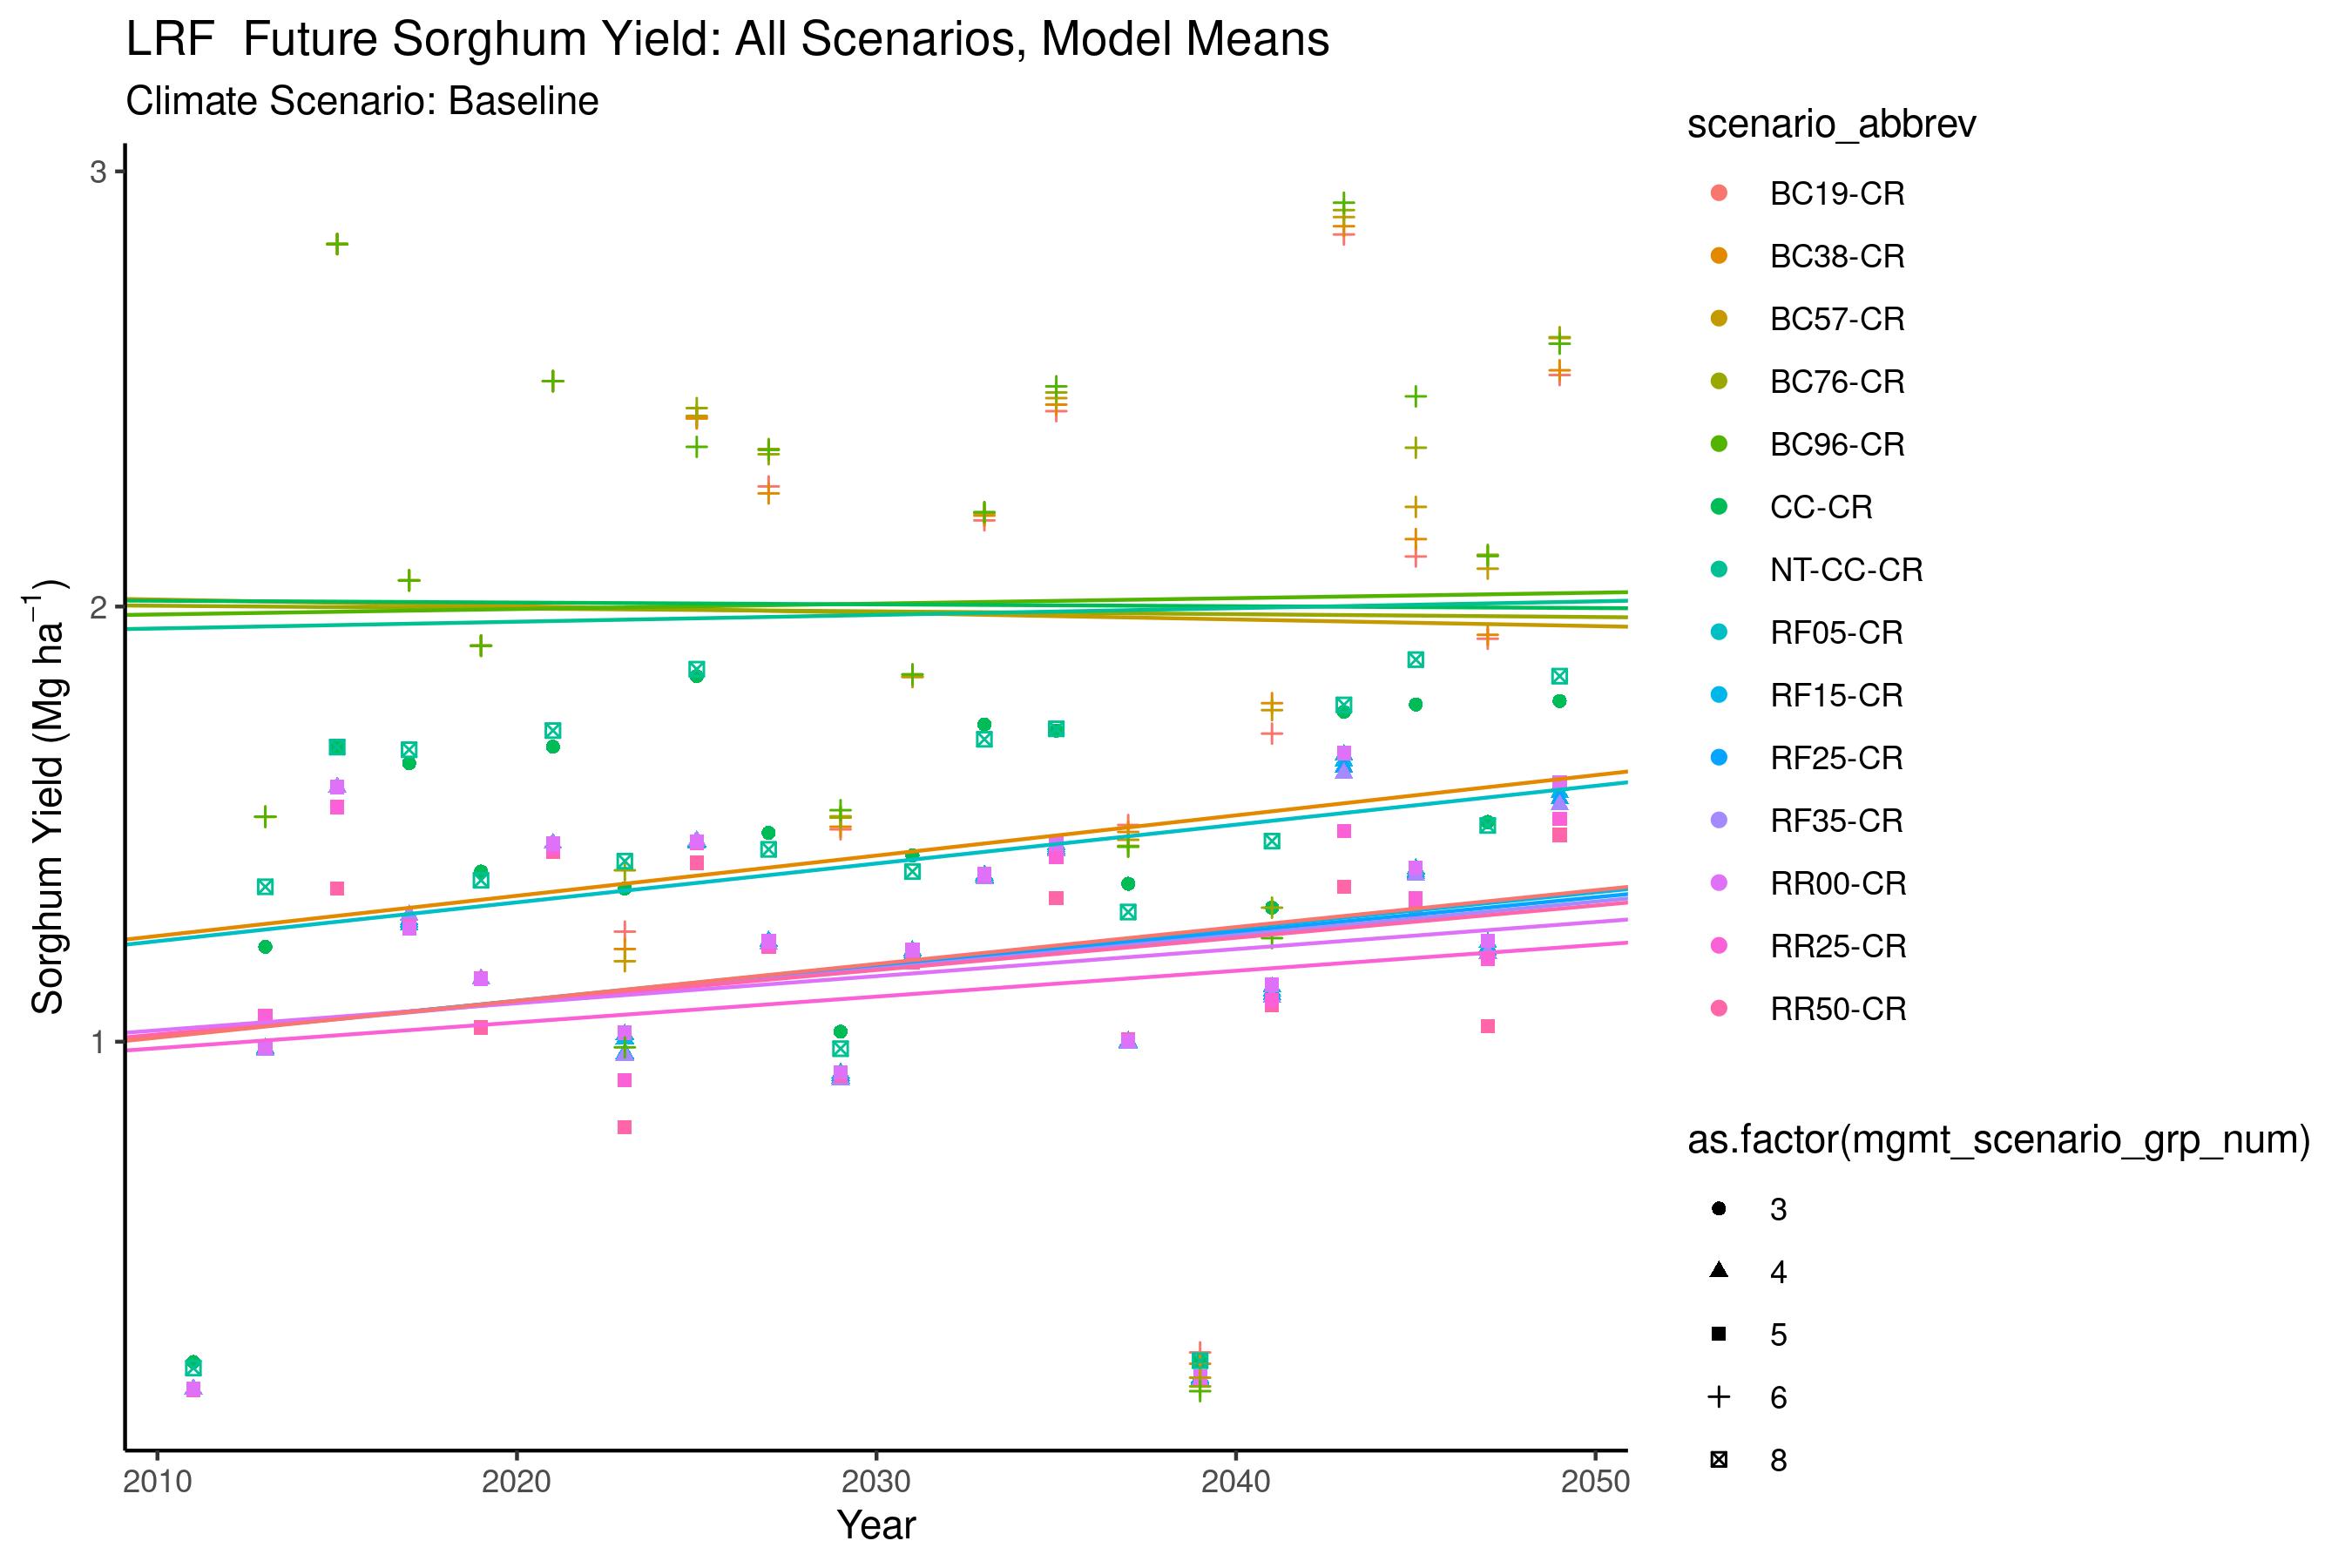 LRF  Future Sorghum Yield: All Scenarios, Model Means
Climate Scenario: Baseline
Sorghum Yield (Mg ha⁻¹)
3
2
1
2010
2020
2030
2040
2050
Year
scenario_abbrev
BC19-CR
BC38-CR
BC57-CR
BC76-CR
BC96-CR
CC-CR
NT-CC-CR
RF05-CR
RF15-CR
RF25-CR
RF35-CR
RR00-CR
RR25-CR
RR50-CR
as.factor(mgmt_scenario_grp_num)
3
4
5
6
8